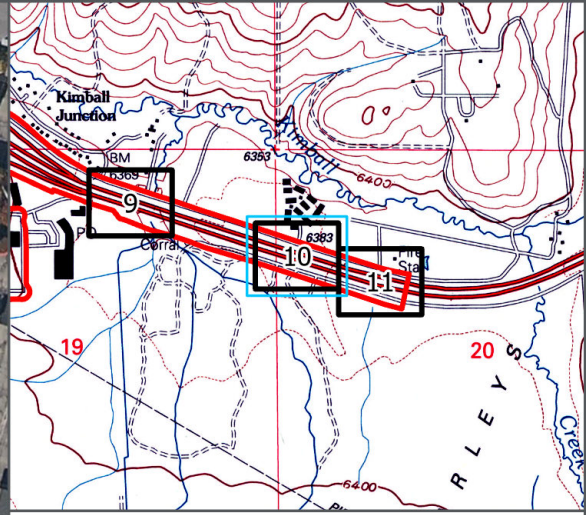 Kimball
Junction
BM
6369
9
PO
Corral
Kimball
6353
6400
6383
10
Fire
Sta
11
19
20
RLEYS
Creek
6400